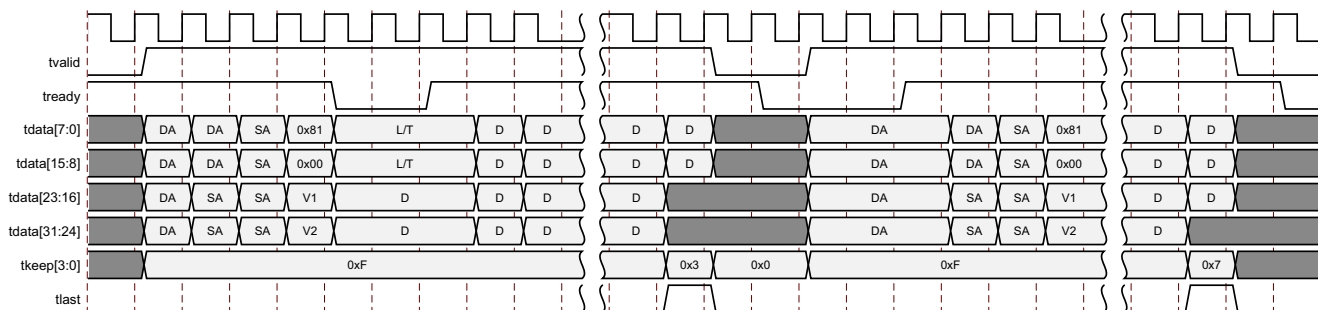 tvalid
tready
tdata[7:0] DA DA SA 0x81 L/T D D D D DA DA SA 0x81 D D
tdata[15:8] DA DA SA 0x00 L/T D D D D DA DA SA 0x00 D D
tdata[23:16] DA SA SA V1 D D D D DA SA SA V1 D D
tdata[31:24] DA SA SA V2 D D D D DA SA SA V2 D
tkeep[3:0] 0xF 0x3 0x0 0xF 0x7
tlast